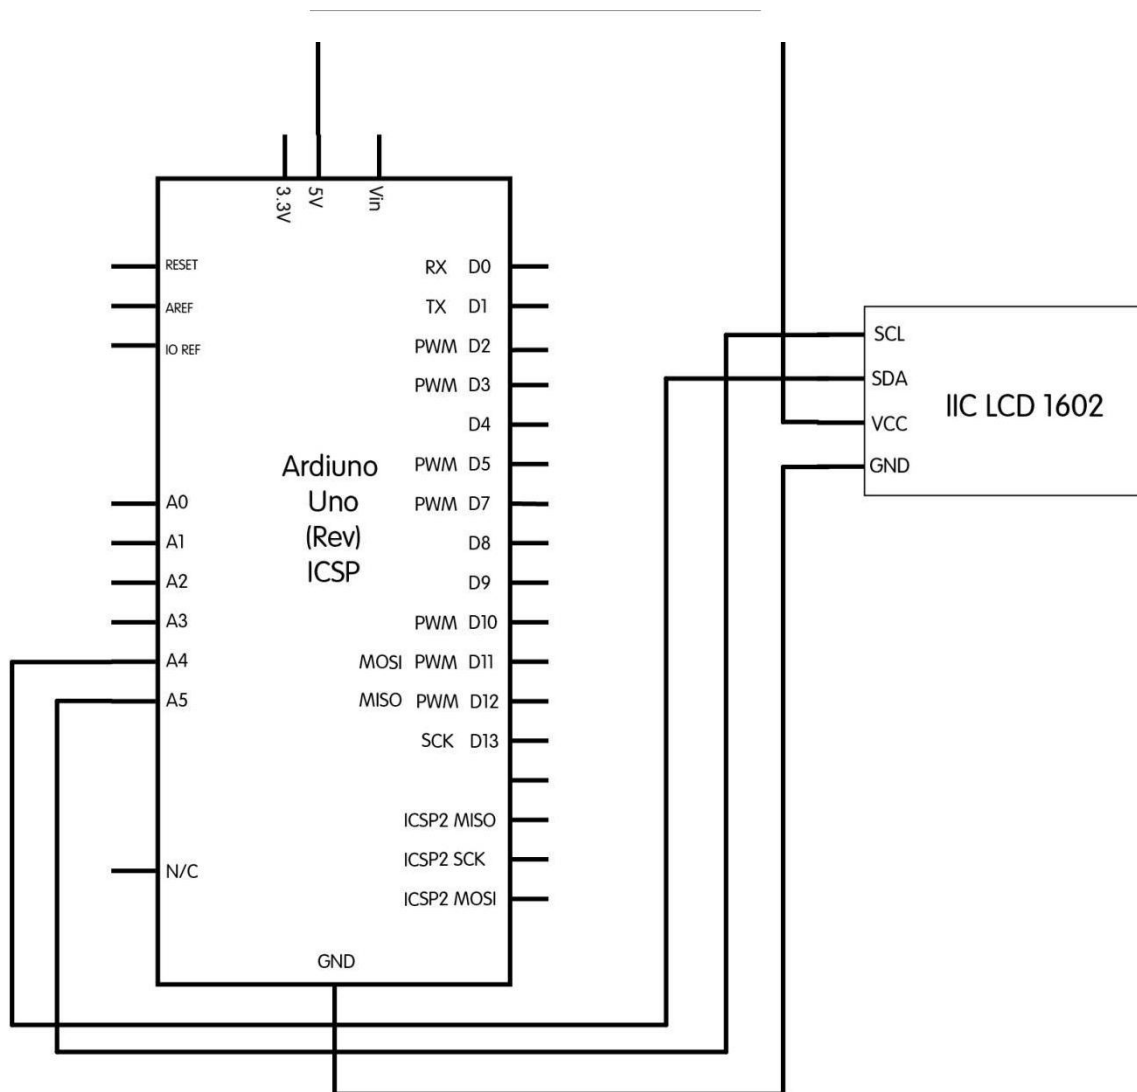 3.3V
5V
Vin
RESET
AREF
IO REF
A0
A1
A2
A3
A4
A5
N/C
Ardiuno
Uno
(Rev)
ICSP
RX D0
TX D1
PWM D2
PWM D3
D4
PWM D5
PWM D7
D8
D9
PWM D10
MOSI PWM D11
MISO PWM D12
SCK D13
ICSP2 MISO
ICSP2 SCK
ICSP2 MOSI
GND
SCL
SDA
VCC
GND
IIC LCD 1602